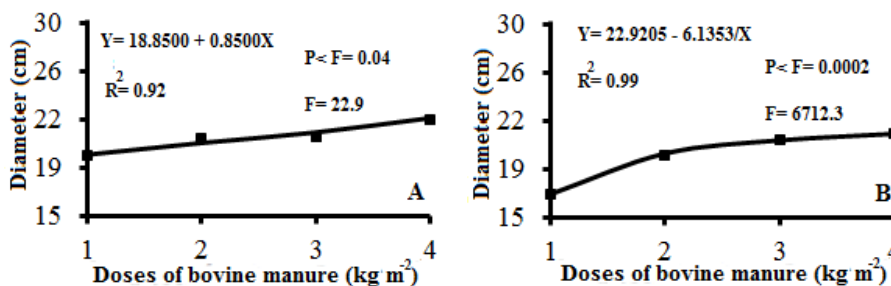 30
26
22
19
15
Diameter (cm)
Y= 18.8500 + 0.8500X
R²= 0.92
P< F= 0.04
F= 22.9
A
1 2 3 4
Doses of bovine manure (kg m-2)
30
26
22
19
15
Diameter (cm)
Y= 22.9205 - 6.1353/X
R²= 0.99
P< F= 0.0002
F= 6712.3
B
1 2 3 4
Doses of bovine manure (kg m-2)